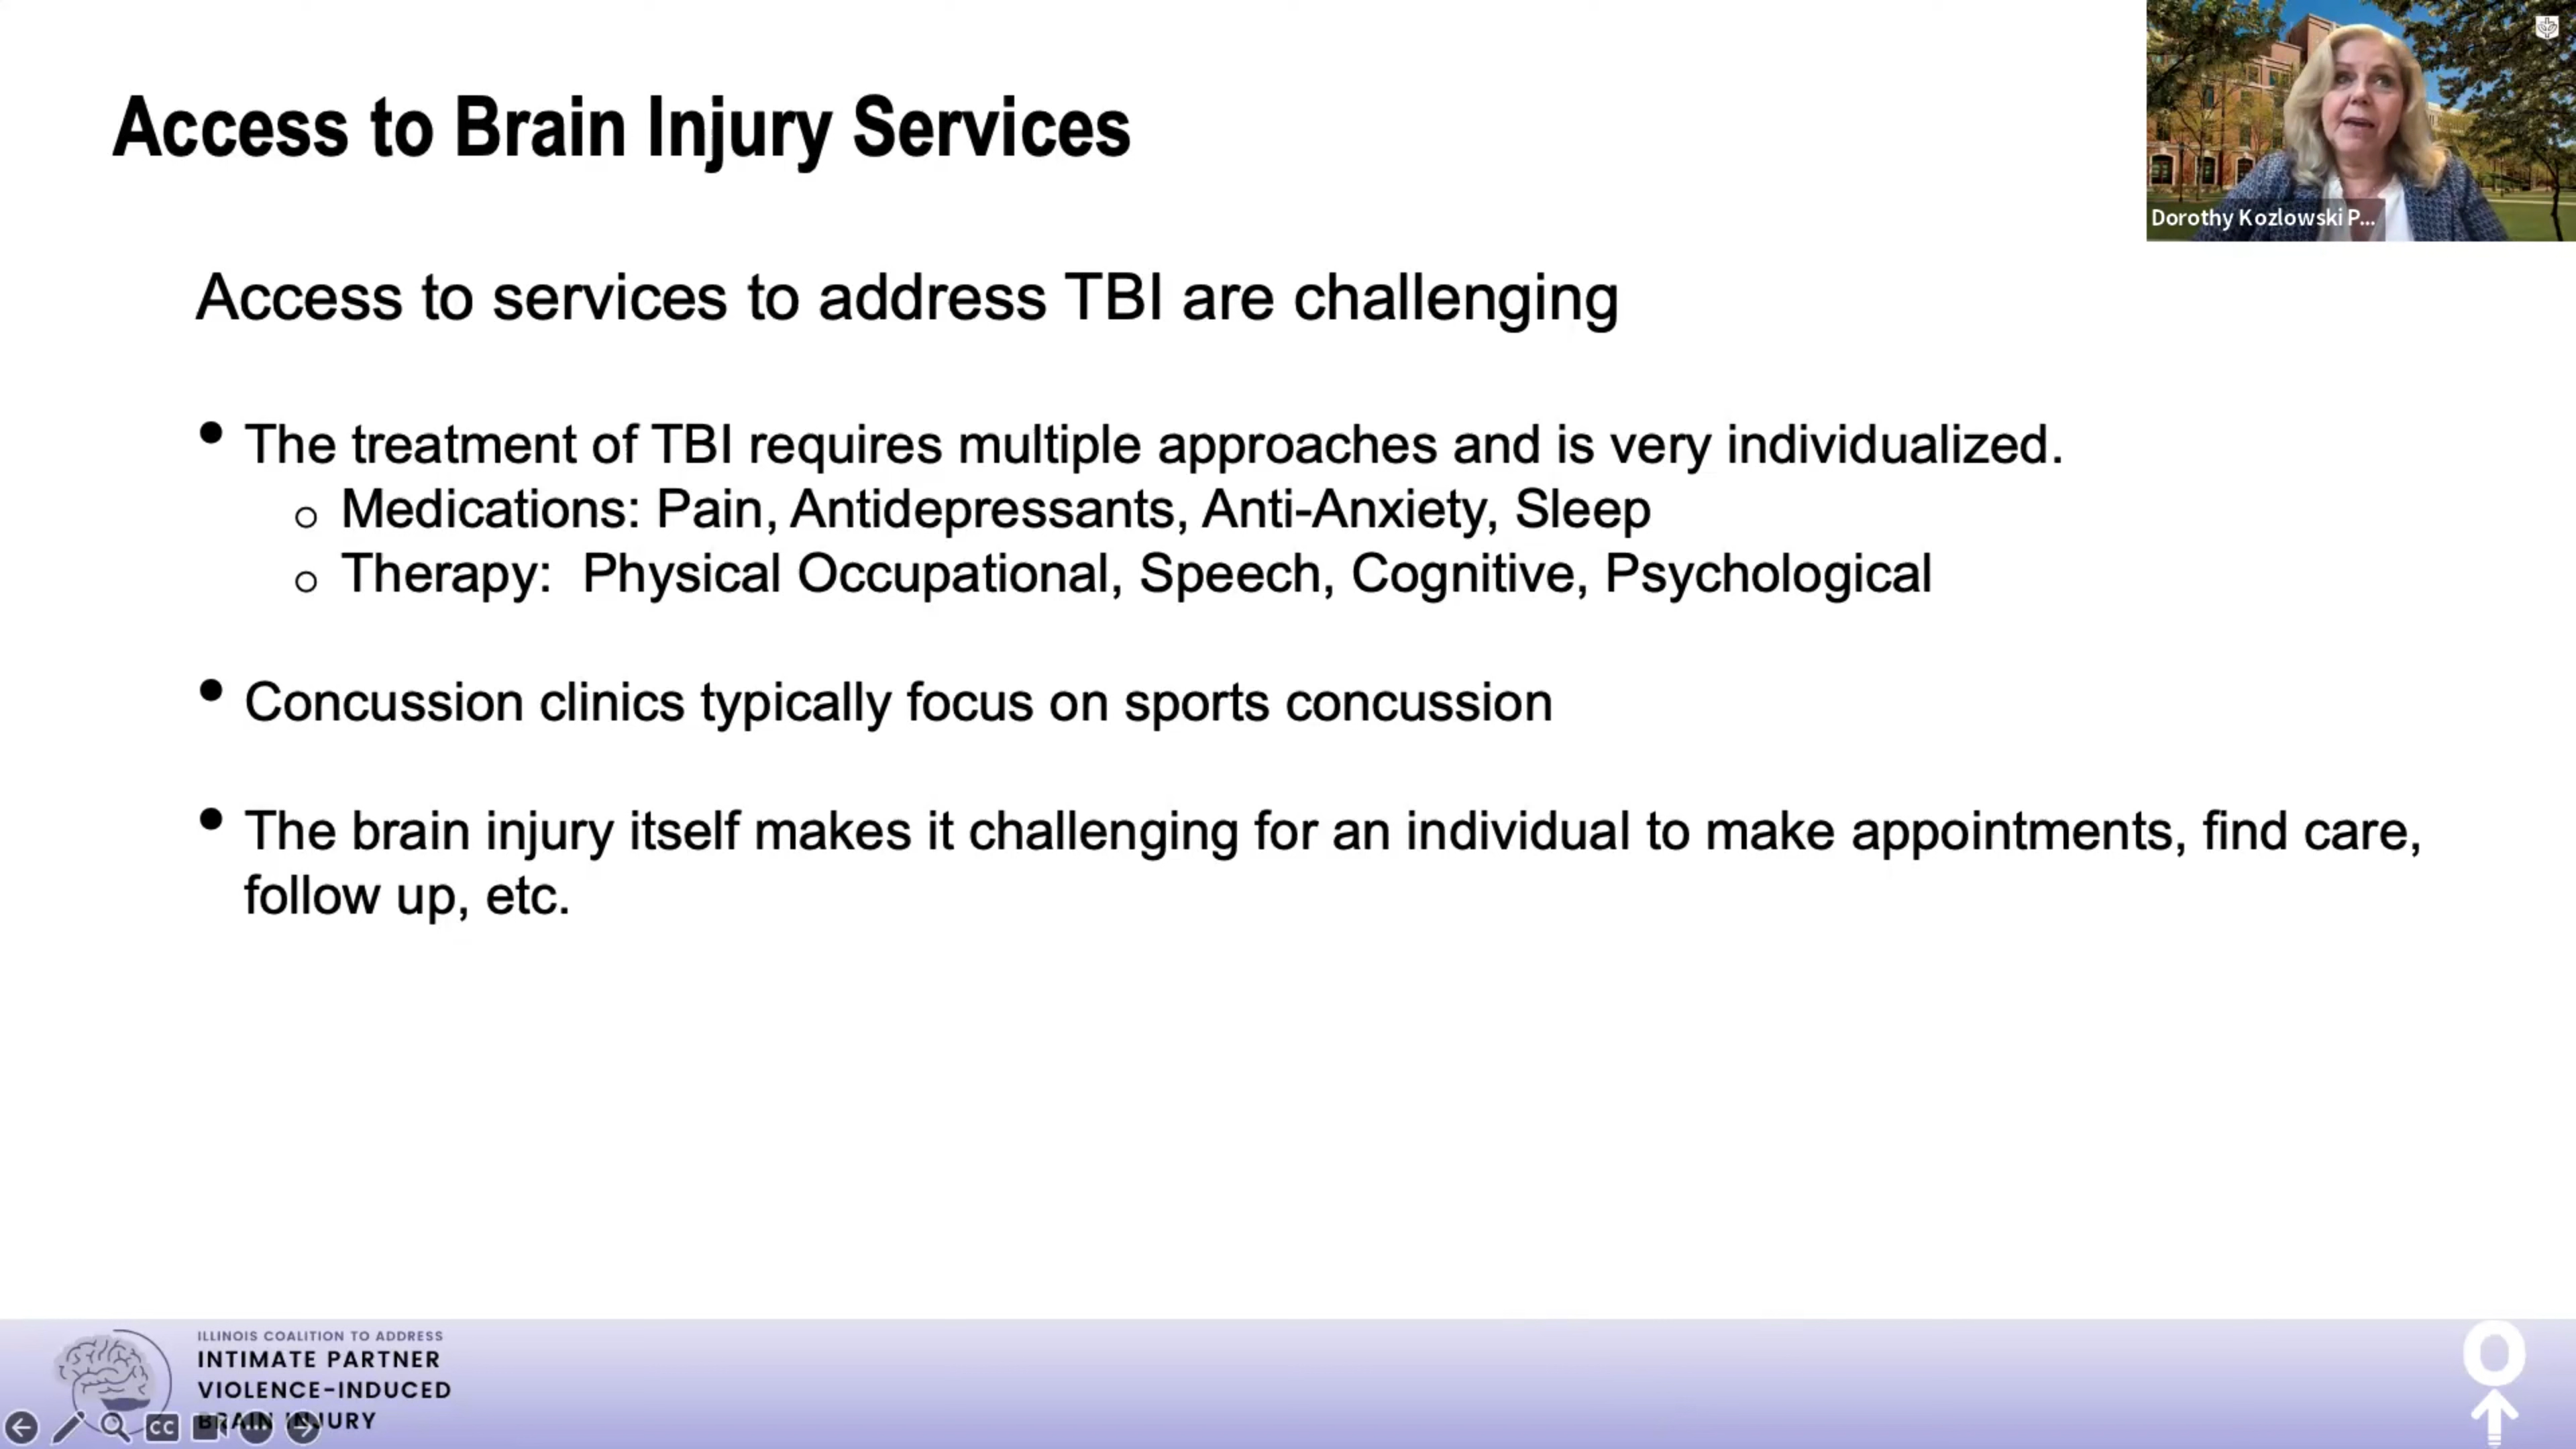 Access to Brain Injury Services
Dorothy Kozlowski P...
Access to services to address TBI are challenging
• The treatment of TBI requires multiple approaches and is very individualized.
o Medications: Pain, Antidepressants, Anti-Anxiety, Sleep
o Therapy:  Physical Occupational, Speech, Cognitive, Psychological
• Concussion clinics typically focus on sports concussion
• The brain injury itself makes it challenging for an individual to make appointments, find care,
follow up, etc.
ILLINOIS COALITION TO ADDRESS
INTIMATE PARTNER
VIOLENCE-INDUCED
BRAIN INJURY
CC